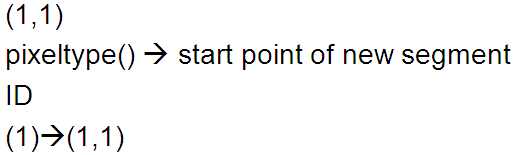 (1,1)
pixeltype() → start point of new segment
ID
(1)→(1,1)